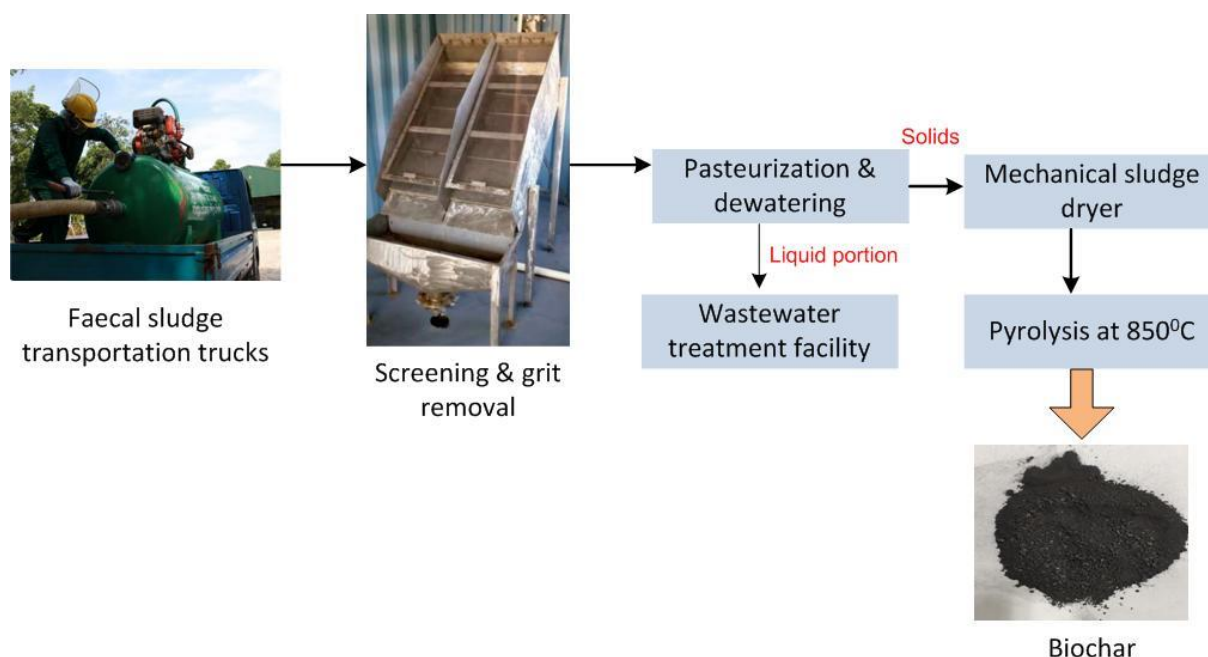 Faecal sludge
transportation trucks
Screening & grit
removal
Pasteurization &
dewatering
Solids
Mechanical sludge
dryer
Liquid portion
Wastewater
treatment facility
Pyrolysis at 850⁰C
Biochar